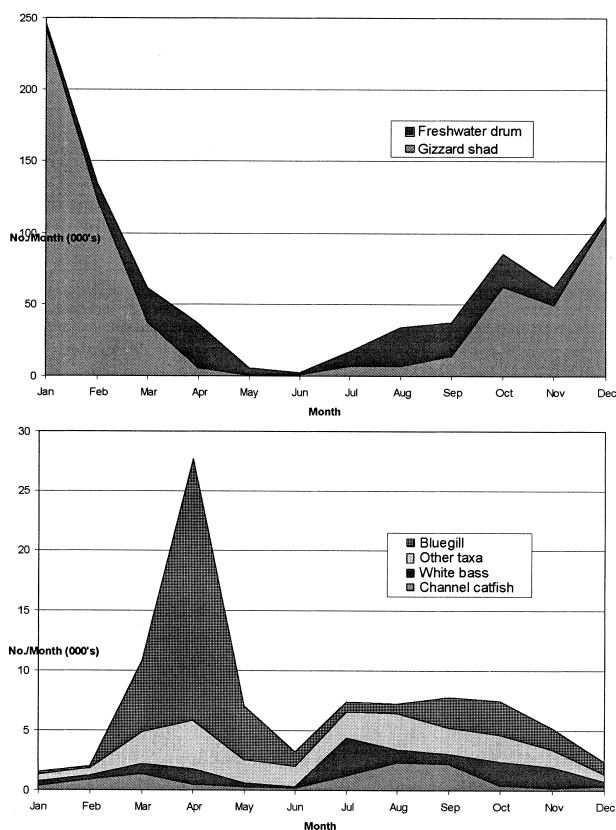 250
200
Freshwater drum
Gizzard shad
150
100
No./Month (000's)
50
0
Jan Feb Mar Apr May Jun Jul Aug Sep Oct Nov Dec
Month
30
25
Bluegill
Other taxa
White bass
Channel catfish
20
15
No./Month (000's)
10
5
0
Jan Feb Mar Apr May Jun Jul Aug Sep Oct Nov Dec
Month